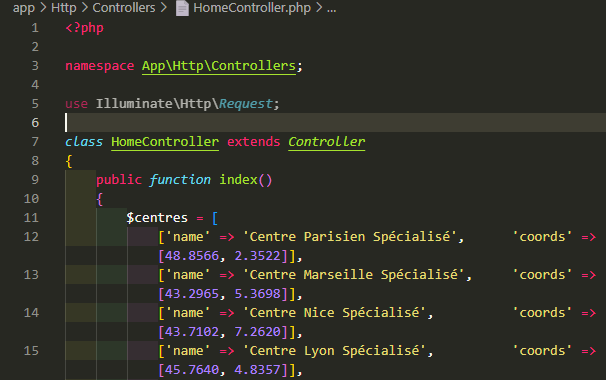 app > Http > Controllers > HomeController.php > ...
1 <?php
2
3 namespace App\Http\Controllers;
4
5 use Illuminate\Http\Request;
6
7 class HomeController extends Controller
8 {
9 public function index()
10 {
11 $centres = [
12 ['name' => 'Centre Parisien Spécialisé', 'coords' =>
[48.8566, 2.3522]],
13 ['name' => 'Centre Marseille Spécialisé', 'coords' =>
[43.2965, 5.3698]],
14 ['name' => 'Centre Nice Spécialisé', 'coords' =>
[43.7102, 7.2620]],
15 ['name' => 'Centre Lyon Spécialisé', 'coords' =>
[45.7640, 4.8357]],